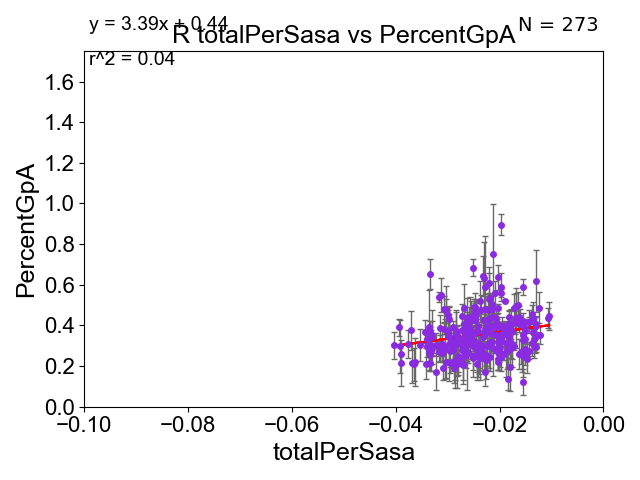 y = 3.39x + 0.44
N = 273
R totalPerSasa vs PercentGpA
r^2 = 0.04
PercentGpA
1.6
1.4
1.2
1.0
0.8
0.6
0.4
0.2
0.0
−0.10 −0.08 −0.06 −0.04 −0.02 0.00
totalPerSasa